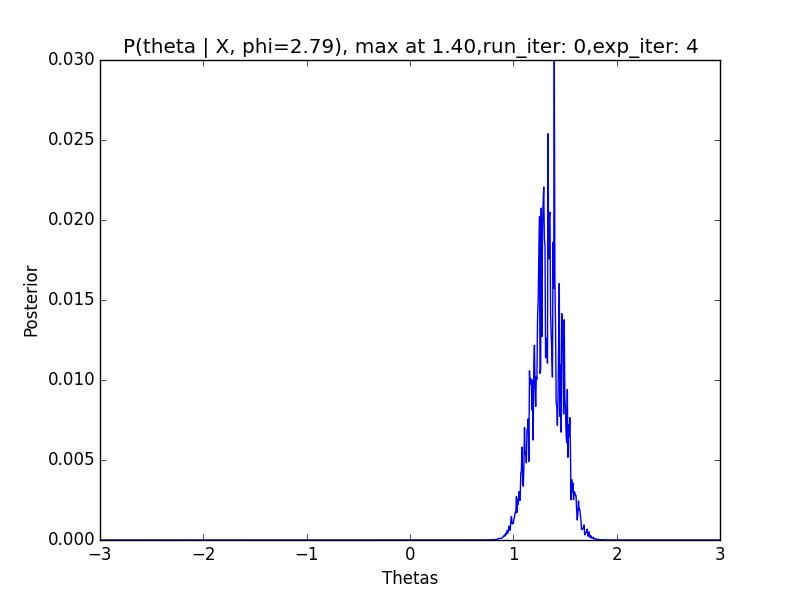 P(theta | X, phi=2.79), max at 1.40,run_iter: 0,exp_iter: 4
0.030
0.025
0.020
0.015
0.010
0.005
0.000
Posterior
−3 −2 −1 0 1 2 3
Thetas